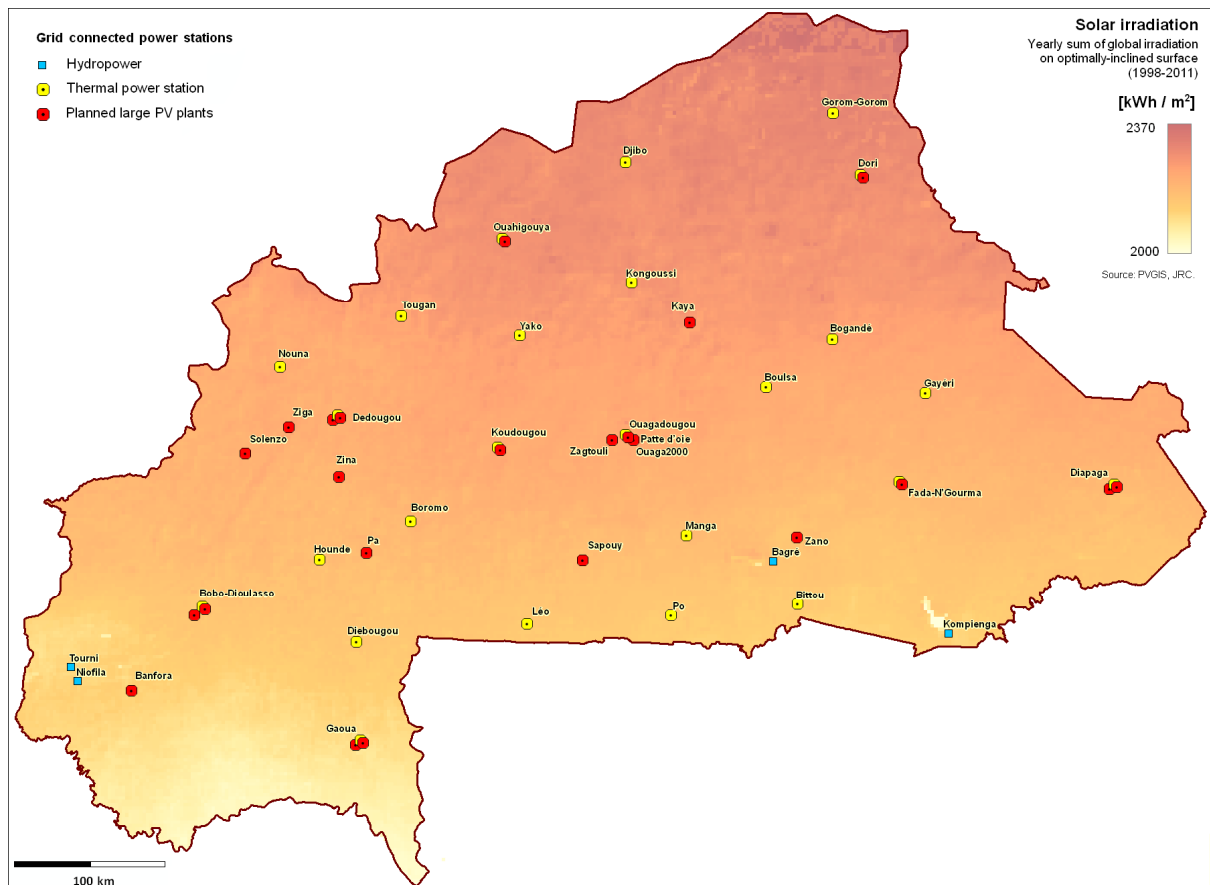 Grid connected power stations
Hydropower
Thermal power station
Planned large PV plants
Solar irradiation
Yearly sum of global irradiation
on optimally-inclined surface
(1998-2011)
[kWh / m²]
2370
2000
Source: PVGIS, JRC.
Gorom-Gorom
Djibo
Dori
Ouahigouya
Kongoussi
Kaya
Tougan
Yako
Bogandé
Nouna
Boulsa
Gayéri
Ziga
Dedougou
Solenzo
Koudougou
Ouagadougou
Patte d'oie
Zagtouli
Ouaga2000
Zina
Diapaga
Fada-N'Gourma
Boromo
Manga
Zano
Pa
Hounde
Sapouy
Bagré
Bobo-Dioulasso
Bittou
Léo
Po
Kompienga
Diebougou
Tourni
Niofila
Banfora
Gaoua
100 km